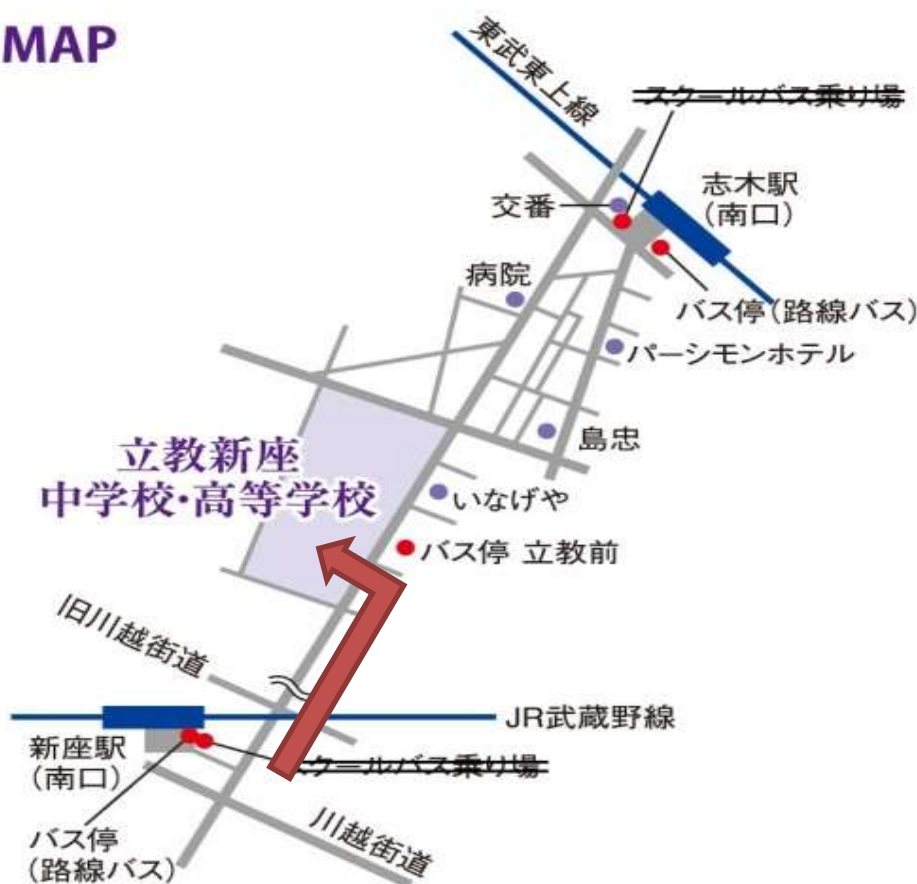 MAP
東武東上線
スクールバス乗り場
志木駅
(南口)
交番
病院
バス停(路線バス)
パーシモンホテル
島忠
立教新座
中学校・高等学校
いなげや
バス停 立教前
旧川越街道
JR武蔵野線
新座駅
(南口)
スクールバス乗り場
バス停
(路線バス)
川越街道